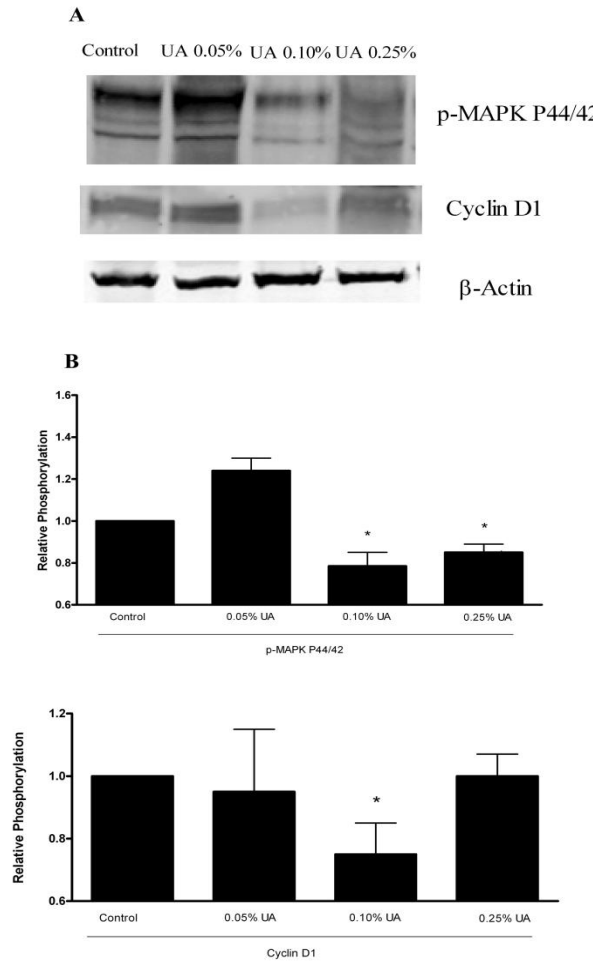 A
Control UA 0.05% UA 0.10% UA 0.25%
p-MAPK P44/42
Cyclin D1
β-Actin
B
Relative Phosphorylation
1.6
1.4
1.2
1.0
0.8
0.6
* *
Control 0.05% UA 0.10% UA 0.25% UA
p-MAPK P44/42
Relative Phosphorylation
1.2
1.0
0.8
0.6
*
Control 0.05% UA 0.10% UA 0.25% UA
Cyclin D1